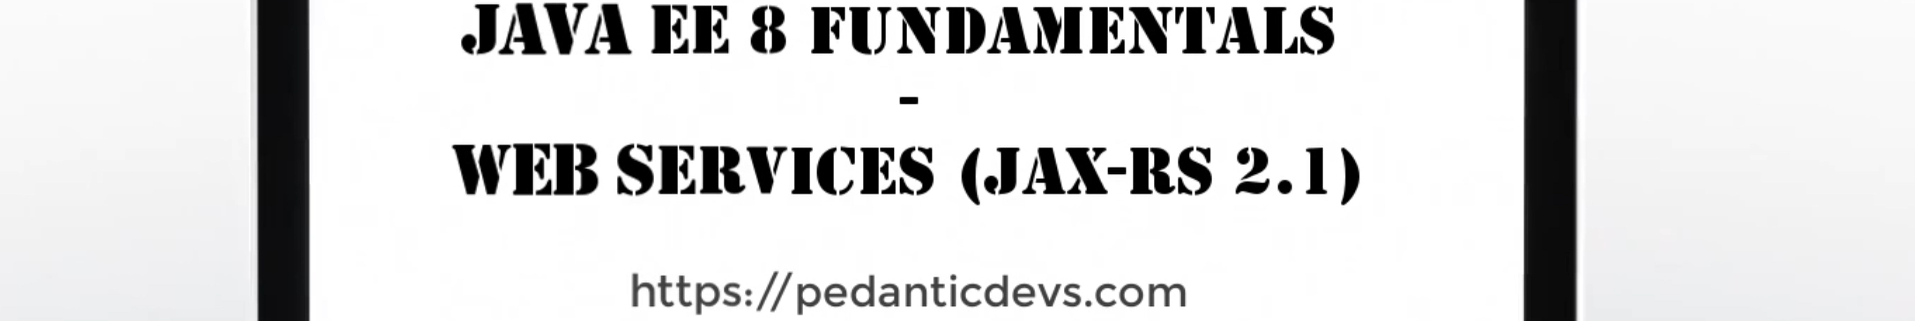 JAVA EE 8 FUNDAMENTALS
-
WEB SERVICES (JAX-RS 2.1)
https://pedanticdevs.com